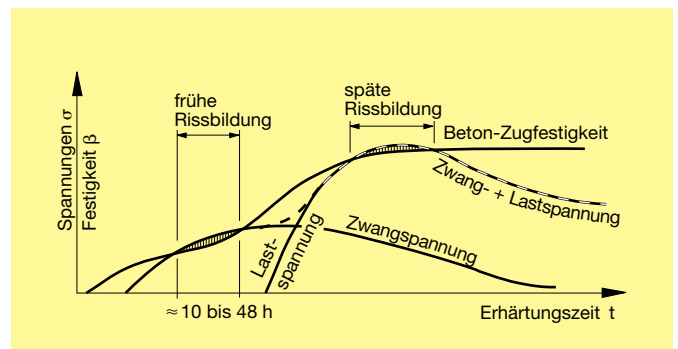 Spannungen σ
Festigkeit β
frühe
Rissbildung
späte
Rissbildung
Beton-Zugfestigkeit
Zwang- + Lastspannung
Zwangspannung
Last-
spannung
≈ 10 bis 48 h
Erhärtungszeit t